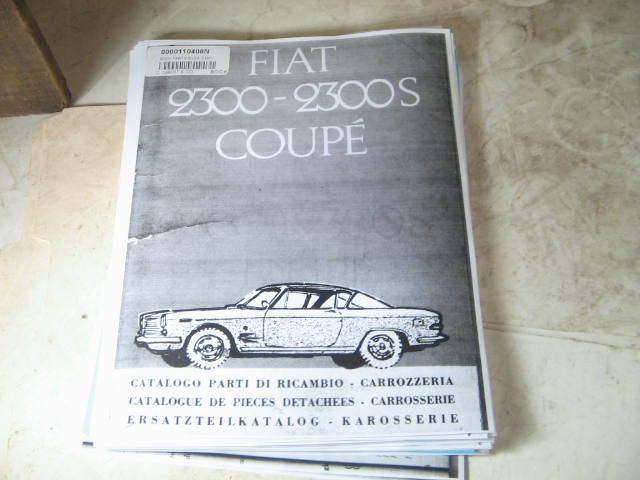 0000110408N
FIAT
2300-2300S
COUPÉ
CATALOGO PARTI DI RICAMBIO - CARROZZERIA
CATALOGUE DE PIECES DETACHEES - CARROSSERIE
ERSATZTEILKATALOG - KAROSSERIE